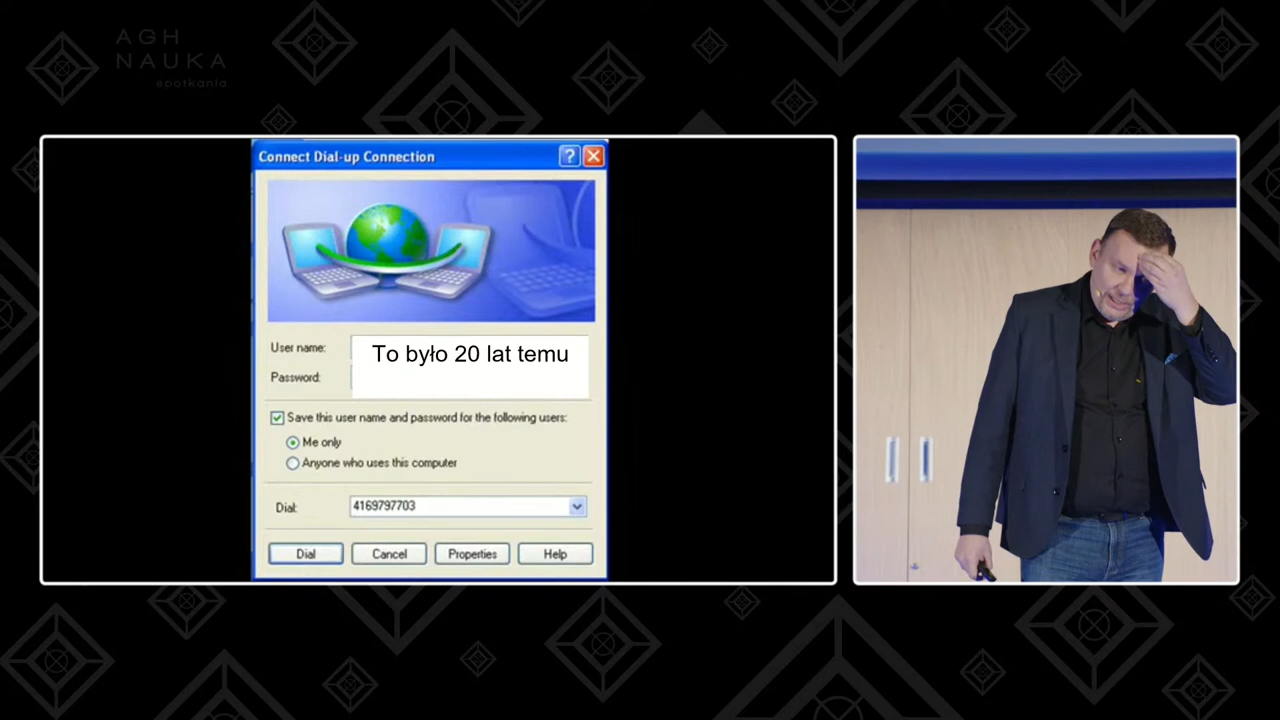 AGH
NAUKA
spotkania
Connect Dial-up Connection
User name:
To było 20 lat temu
Password:
Save this user name and password for the following users:
Me only
Anyone who uses this computer
Dial:
4169797703
Dial
Cancel
Properties
Help